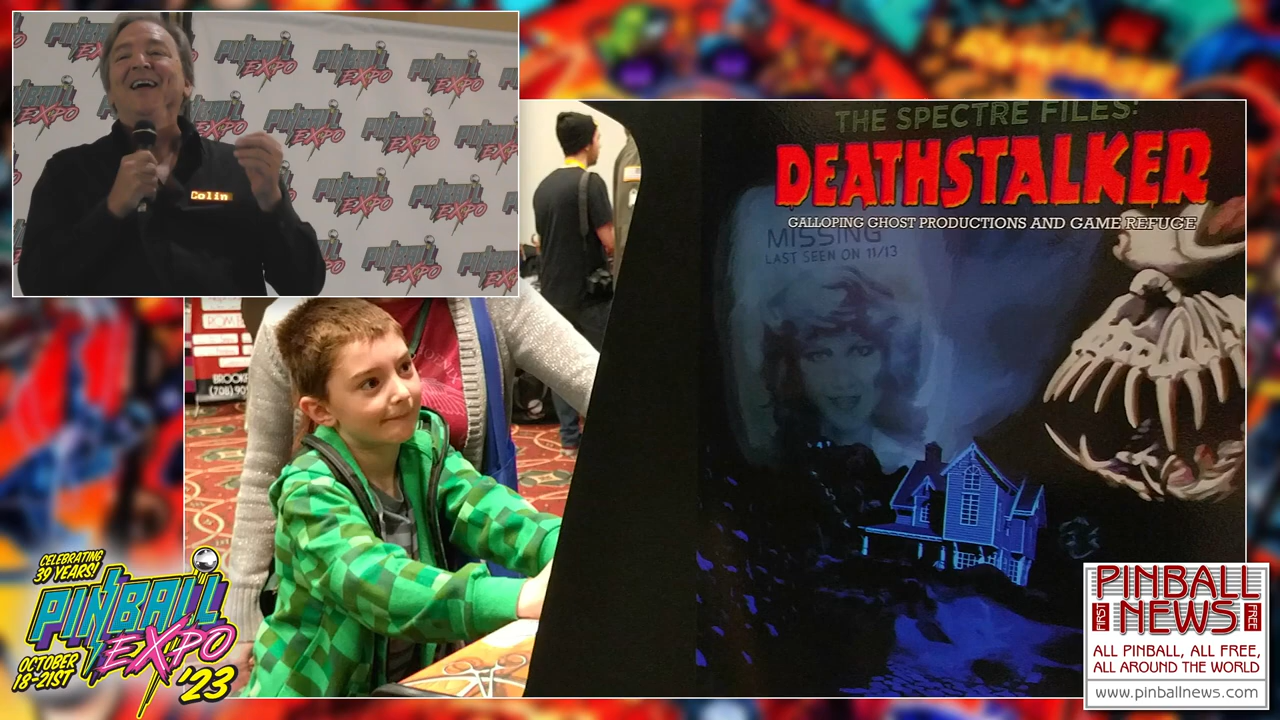 PINBALL EXPO
Colin
THE SPECTRE FILES:
DEATHSTALKER
GALLOPING GHOST PRODUCTIONS AND GAME REFUGE
MISSING
LAST SEEN ON 11/13
CELEBRATING
39 YEARS!
PINBALL
EXPO
OCTOBER
18-21ST
'23
PINBALL
FIRST NEWS FREE
ALL PINBALL, ALL FREE,
ALL AROUND THE WORLD
www.pinballnews.com